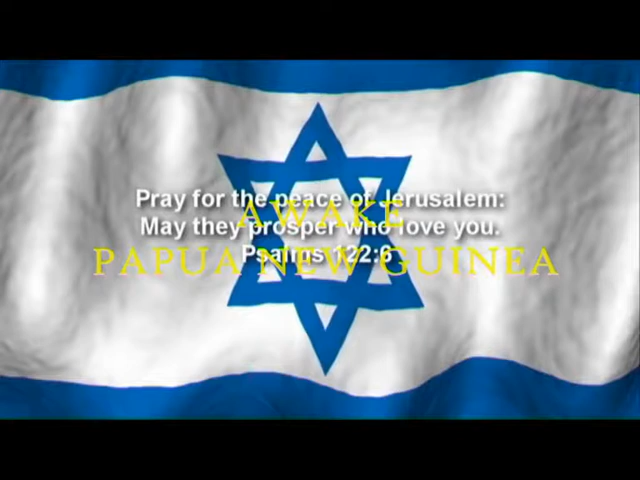 Pray for the peace of Jerusalem:
May they prosper who love you.
Psalms 122:6
AWAKE
PAPUA NEW GUINEA